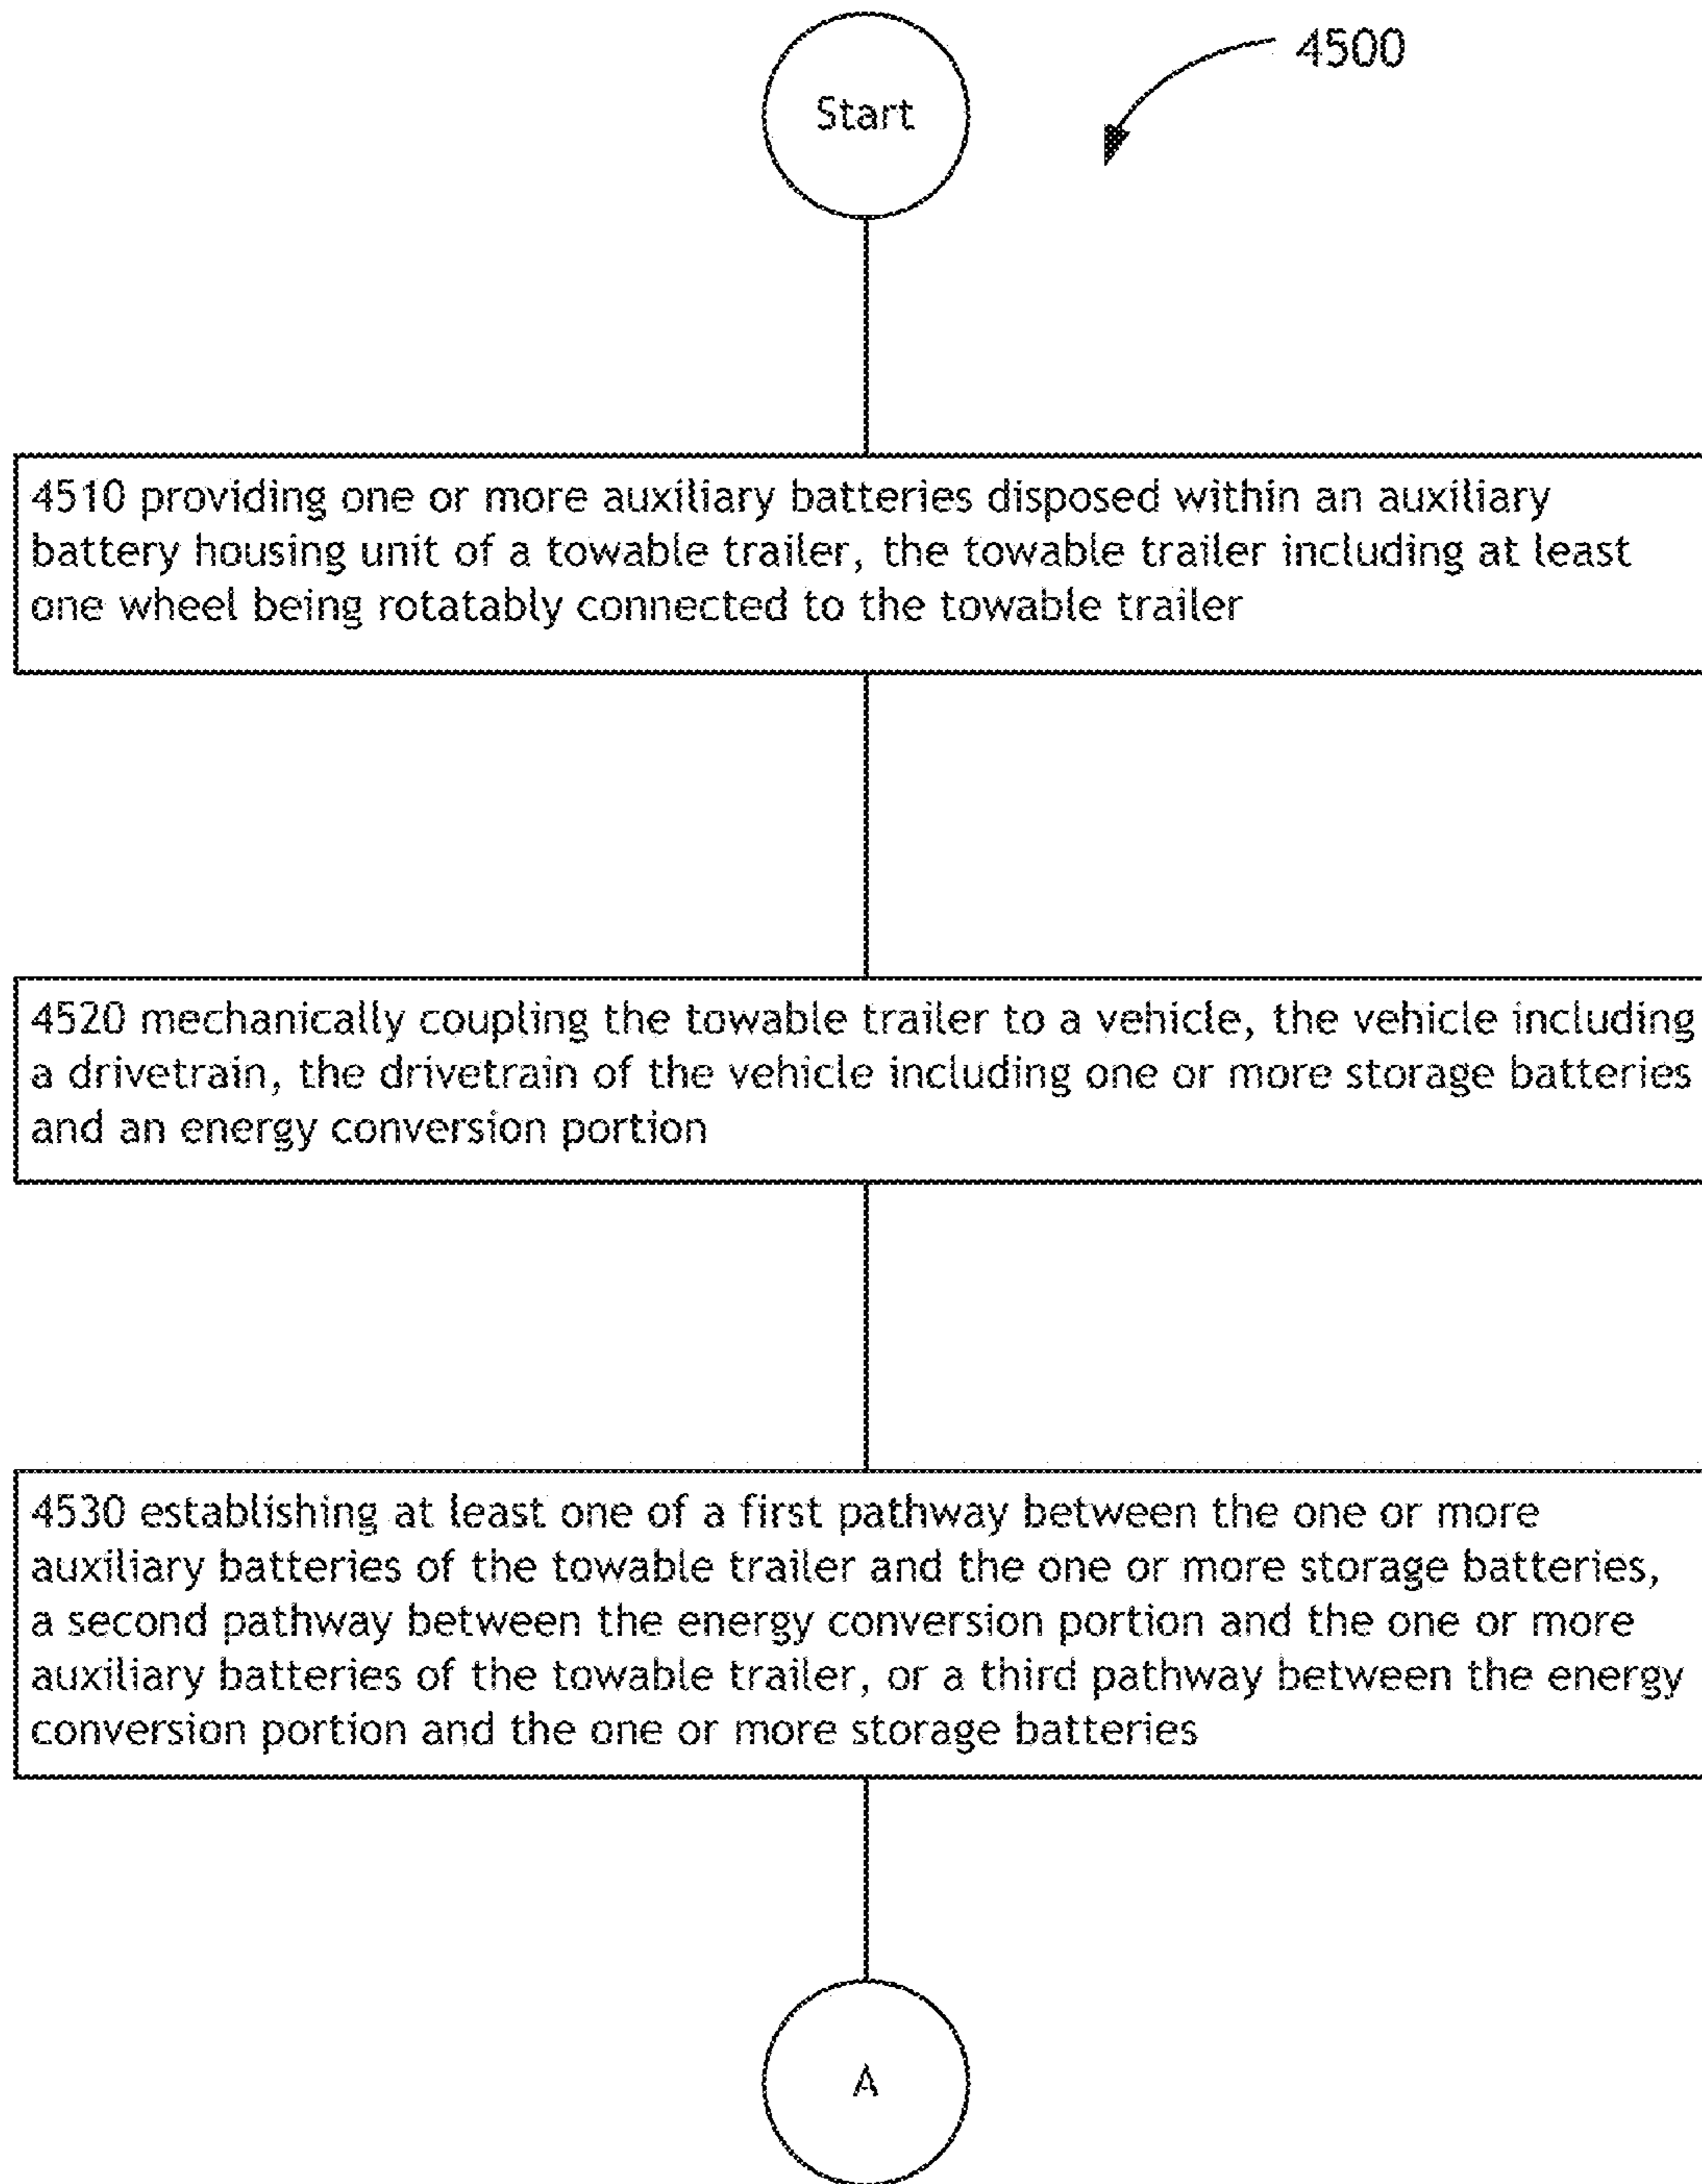 Start
4500
4510 providing one or more auxiliary batteries disposed within an auxiliary
battery housing unit of a towable trailer, the towable trailer including at least
one wheel being rotatably connected to the towable trailer
4520 mechanically coupling the towable trailer to a vehicle, the vehicle including
a drivetrain, the drivetrain of the vehicle including one or more storage batteries
and an energy conversion portion
4530 establishing at least one of a first pathway between the one or more
auxiliary batteries of the towable trailer and the one or more storage batteries,
a second pathway between the energy conversion portion and the one or more
auxiliary batteries of the towable trailer, or a third pathway between the energy
conversion portion and the one or more storage batteries
A